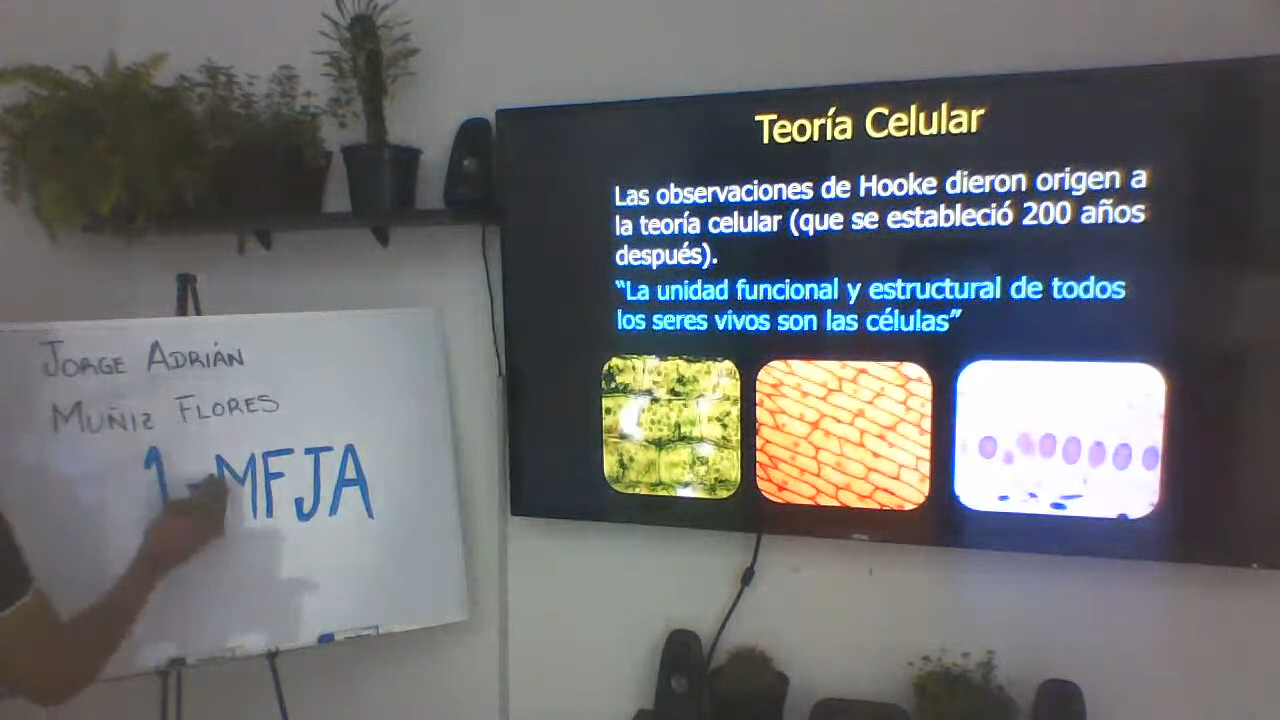 JORGE ADRIÁN
MUÑIZ FLORES
1 MFJA
Teoría Celular
Las observaciones de Hooke dieron origen a
la teoría celular (que se estableció 200 años
después).
“La unidad funcional y estructural de todos
los seres vivos son las células”